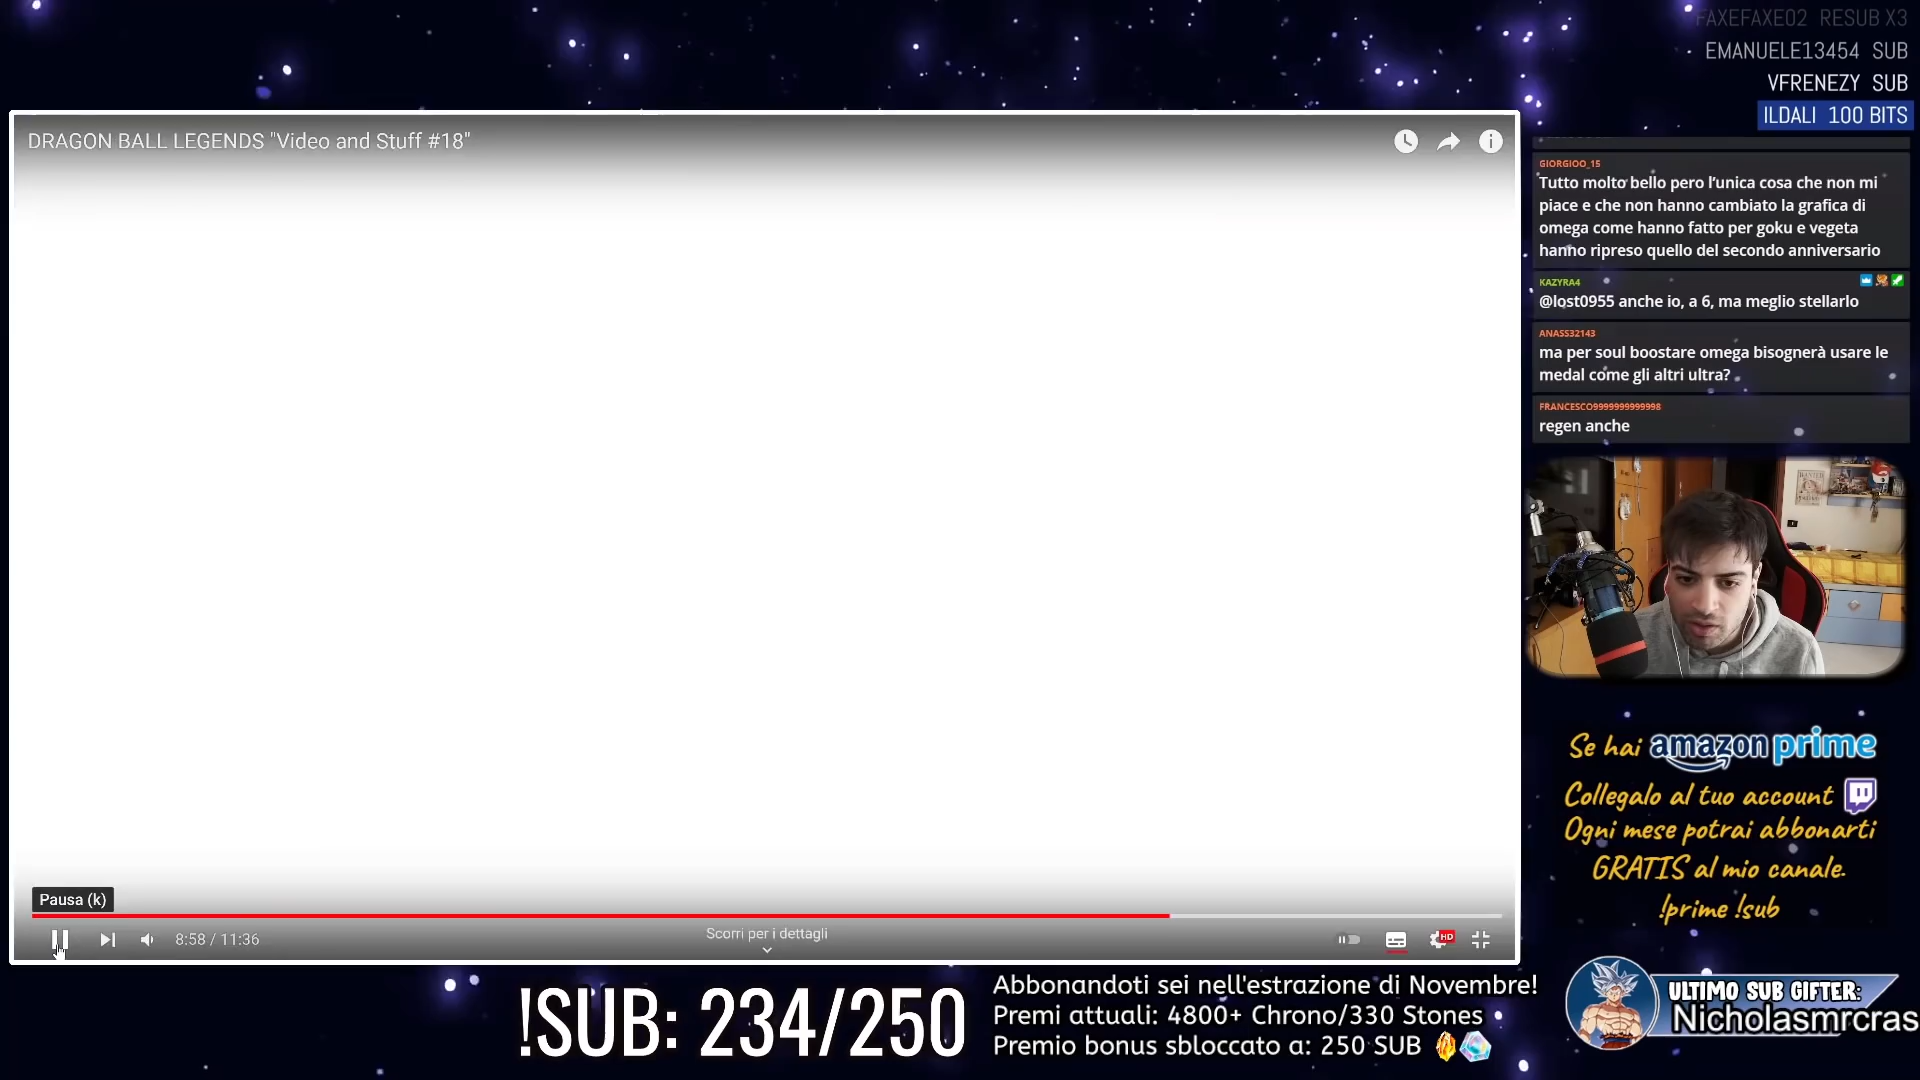 FAXEFAXE02 RESUB X3
EMANUELE13454 SUB
VFRENEZY SUB
ILDALI 100 BITS
DRAGON BALL LEGENDS "Video and Stuff #18"
GIORGIOO_15
Tutto molto bello pero l'unica cosa che non mi
piace e che non hanno cambiato la grafica di
omega come hanno fatto per goku e vegeta
hanno ripreso quello del secondo anniversario
KAZYRA4
@lost0955 anche io, a 6, ma meglio stellarlo
ANASS32143
ma per soul boostare omega bisognerà usare le
medal come gli altri ultra?
FRANCESCO9999999999998
regen anche
WANTED
Se hai amazon prime
Collegalo al tuo account
Ogni mese potrai abbonarti
GRATIS al mio canale.
!prime !sub
Pausa (k)
8:58 / 11:36
Scorri per i dettagli
HD
!SUB: 234/250
Abbonandoti sei nell'estrazione di Novembre!
Premi attuali: 4800+ Chrono/330 Stones
Premio bonus sbloccato a: 250 SUB
ULTIMO SUB GIFTER:
Nicholasmrcras